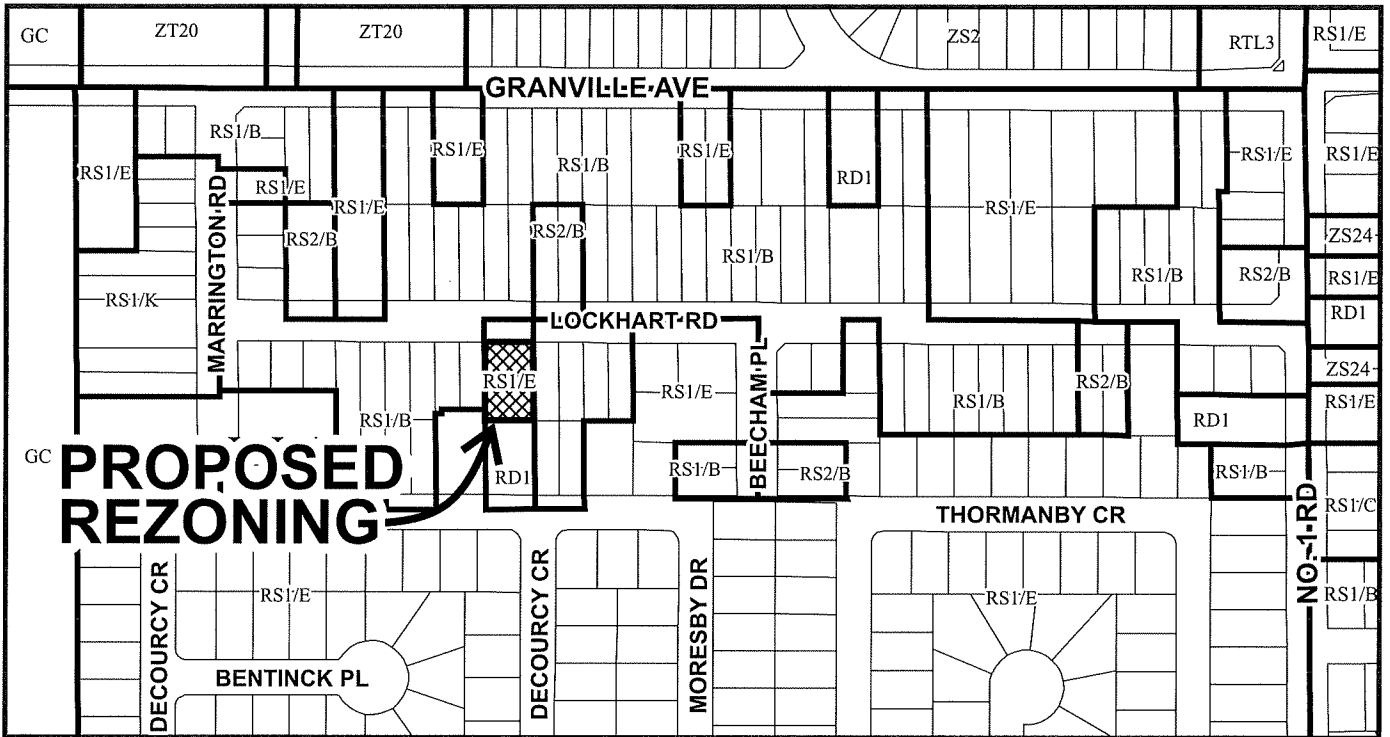 GC
ZT20
ZT20
ZS2
RTL3
RS1/E
GRANVILLE AVE
RS1/E
RS1/B
RS1/E
RS1/E
RS2/B
RS1/E
RS1/B
RS2/B
RS1/E
RS1/B
RD1
RS1/E
RS1/B
RS1/E
RS2/B
RS1/E
ZS24
RS1/E
RD1
ZS24
RS1/E
RS1/K
MARRINGTON RD
LOCKHART RD
RS1/E
RS1/B
RS1/E
BEECHAM PL
RS1/B
RS2/B
RD1
GC
PROPOSED
REZONING
RD1
RS1/B
RS2/B
RS1/B
RS1/C
THORMANBY CR
NO. 1 RD
RS1/B
DECOURCY CR
RS1/E
BENTINCK PL
DECOURCY CR
MORESBY DR
RS1/E